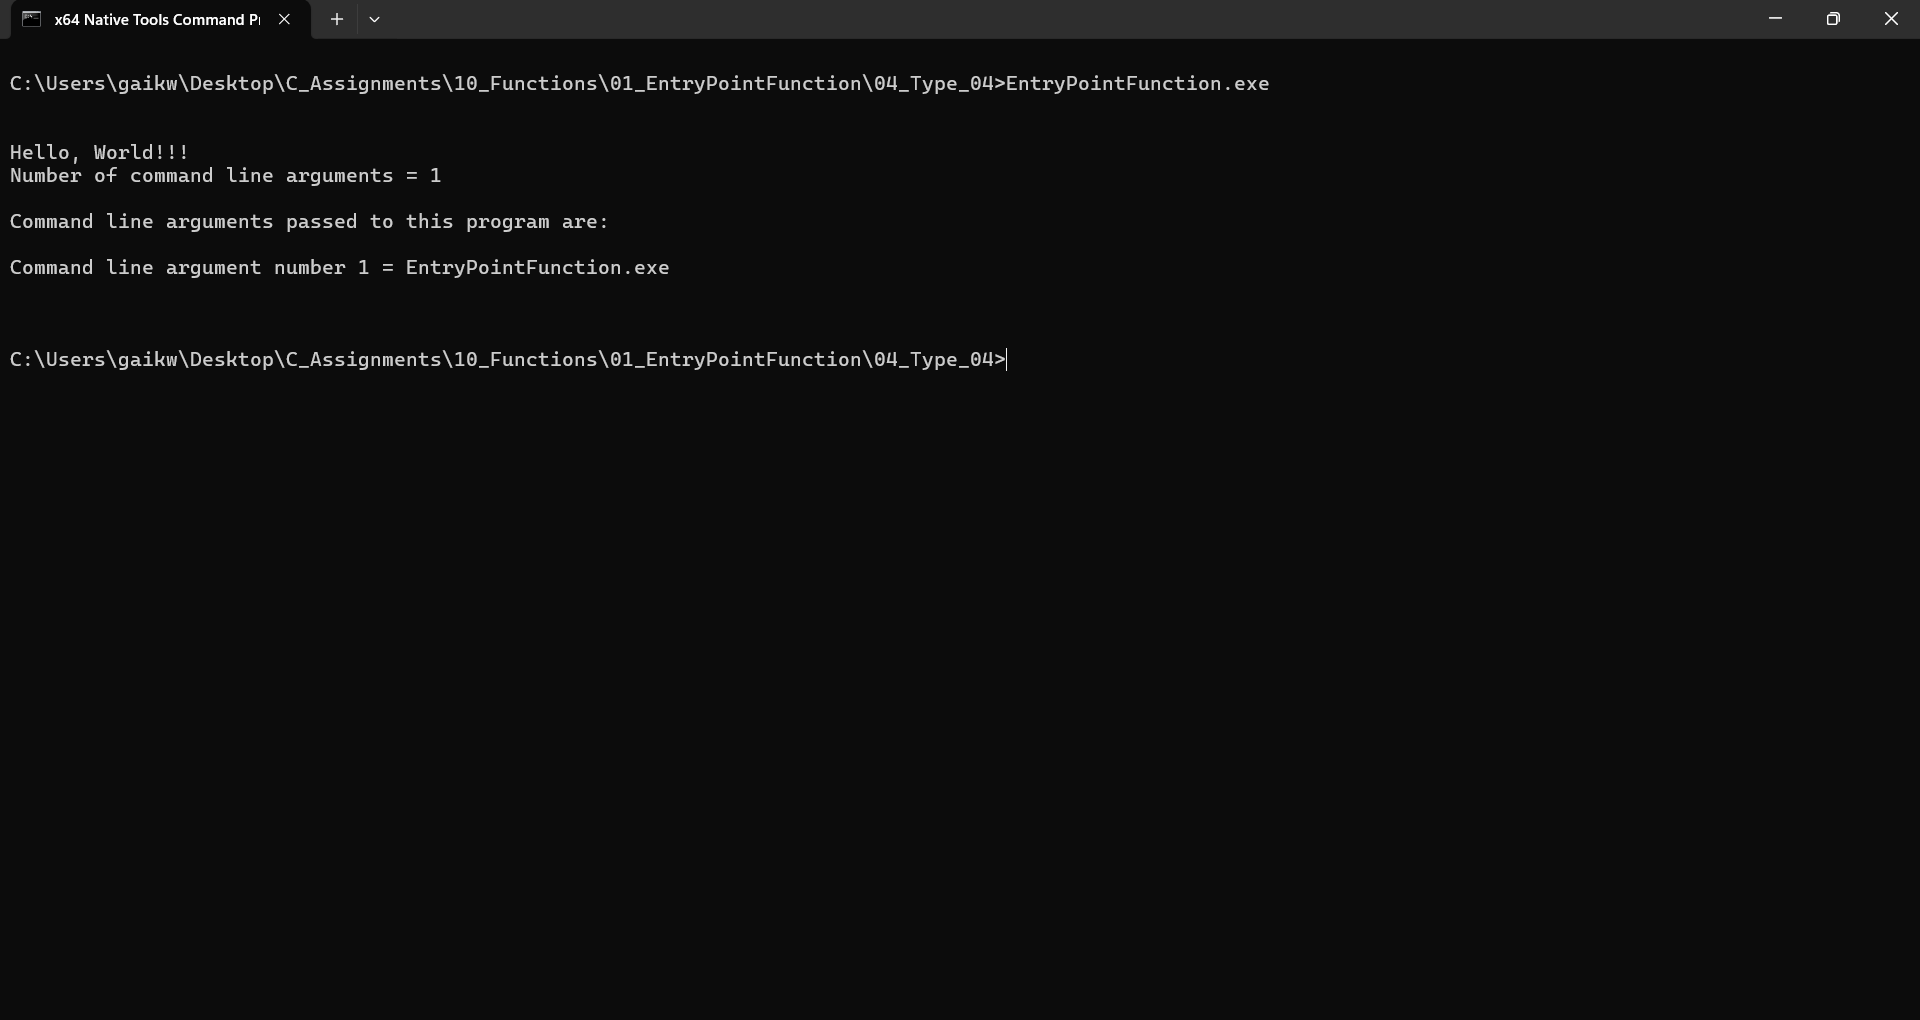 x64 Native Tools Command Pr
C:\Users\gaikw\Desktop\C_Assignments\10_Functions\01_EntryPointFunction\04_Type_04>EntryPointFunction.exe
Hello, World!!!
Number of command line arguments = 1
Command line arguments passed to this program are:
Command line argument number 1 = EntryPointFunction.exe
C:\Users\gaikw\Desktop\C_Assignments\10_Functions\01_EntryPointFunction\04_Type_04>